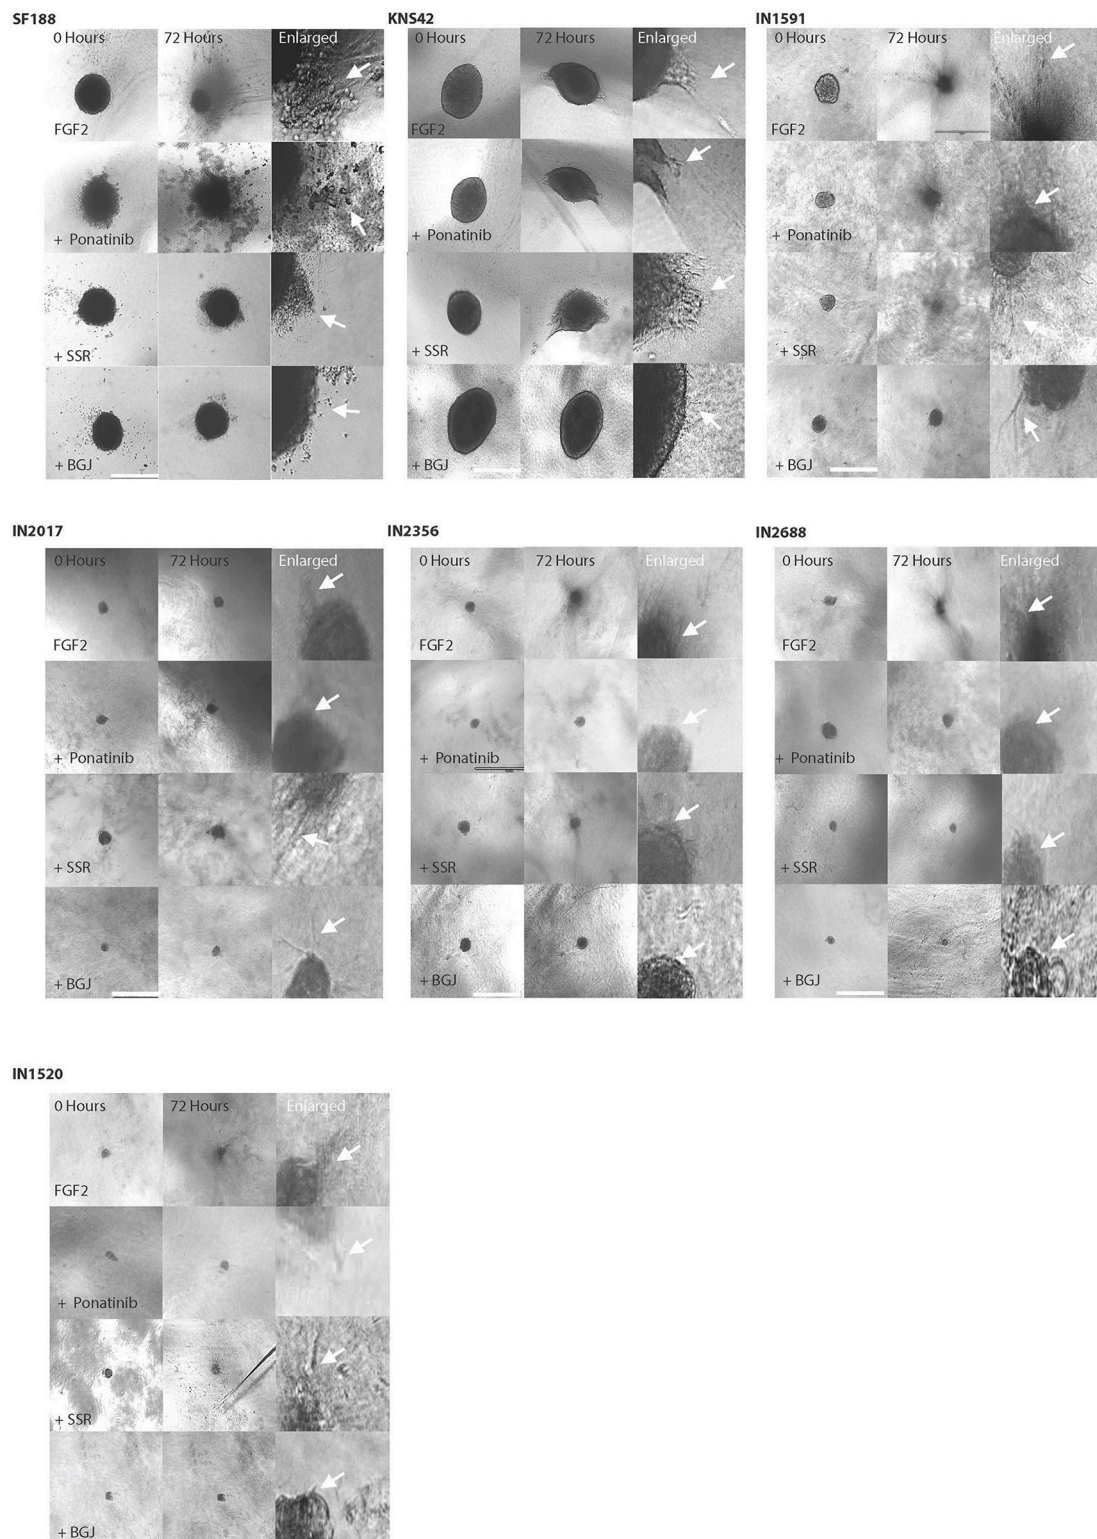 SF188
0 Hours
72 Hours
Enlarged
FGF2
+ Ponatinib
+ SSR
+ BGJ
KNS42
0 Hours
72 Hours
Enlarged
FGF2
+ Ponatinib
+ SSR
+ BGJ
IN1591
0 Hours
72 Hours
Enlarged
FGF2
+ Ponatinib
+ SSR
+ BGJ
IN2017
0 Hours
72 Hours
Enlarged
FGF2
+ Ponatinib
+ SSR
+ BGJ
IN2356
0 Hours
72 Hours
Enlarged
FGF2
+ Ponatinib
+ SSR
+ BGJ
IN2688
0 Hours
72 Hours
Enlarged
FGF2
+ Ponatinib
+ SSR
+ BGJ
IN1520
0 Hours
72 Hours
Enlarged
FGF2
+ Ponatinib
+ SSR
+ BGJ